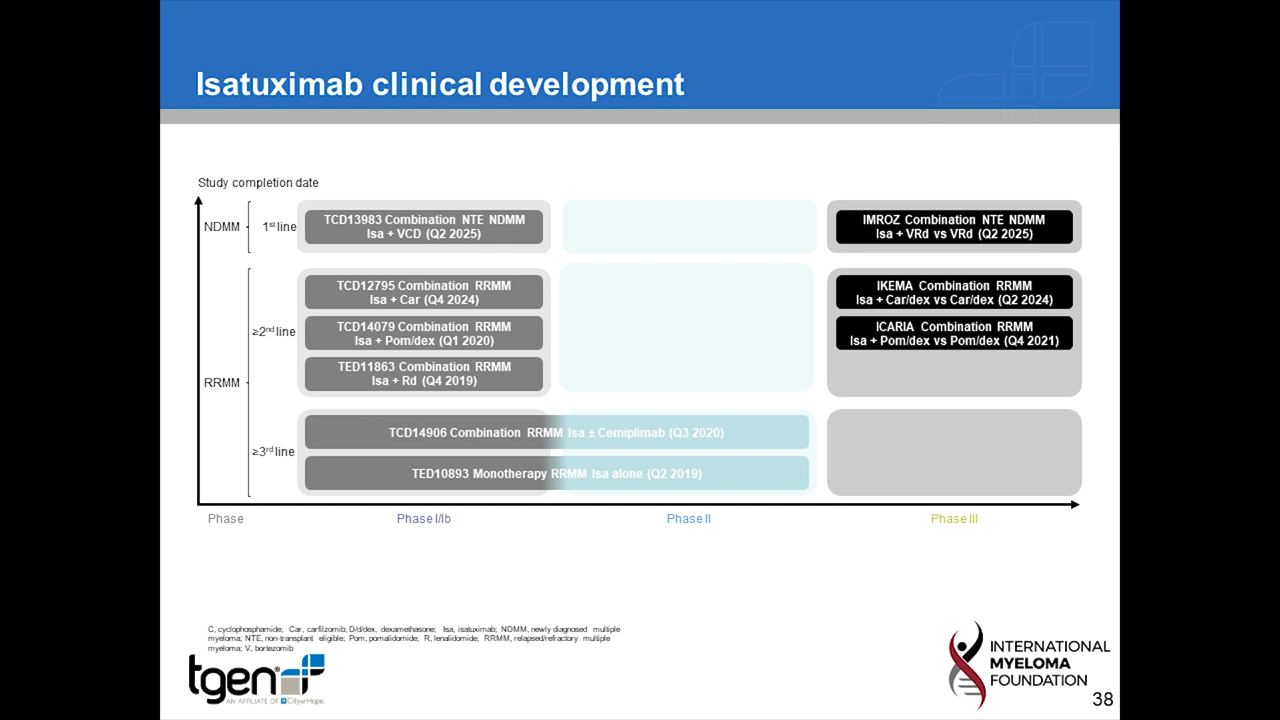 Isatuximab clinical development
Study completion date
NDMM
1st line
TCD13983 Combination NTE NDMM
Isa + VCD (Q2 2025)
IMROZ Combination NTE NDMM
Isa + VRd vs VRd (Q2 2025)
RRMM
≥2nd line
TCD12795 Combination RRMM
Isa + Car (Q4 2024)
TCD14079 Combination RRMM
Isa + Pom/dex (Q1 2020)
TED11863 Combination RRMM
Isa + Rd (Q4 2019)
IKEMA Combination RRMM
Isa + Car/dex vs Car/dex (Q2 2024)
ICARIA Combination RRMM
Isa + Pom/dex vs Pom/dex (Q4 2021)
≥3rd line
TCD14906 Combination RRMM Isa ± Cemiplimab (Q3 2020)
TED10893 Monotherapy RRMM Isa alone (Q2 2019)
Phase
Phase I/Ib
Phase II
Phase III
C, cyclophosphamide; Car, carfilzomib; D/d/dex, dexamethasone; Isa, isatuximab; NDMM, newly diagnosed multiple
myeloma; NTE, non-transplant eligible; Pom, pomalidomide; R, lenalidomide; RRMM, relapsed/refractory multiple
myeloma; V, bortezomib
tgen®
AN AFFILIATE OF City of Hope.
INTERNATIONAL
MYELOMA
FOUNDATION
38